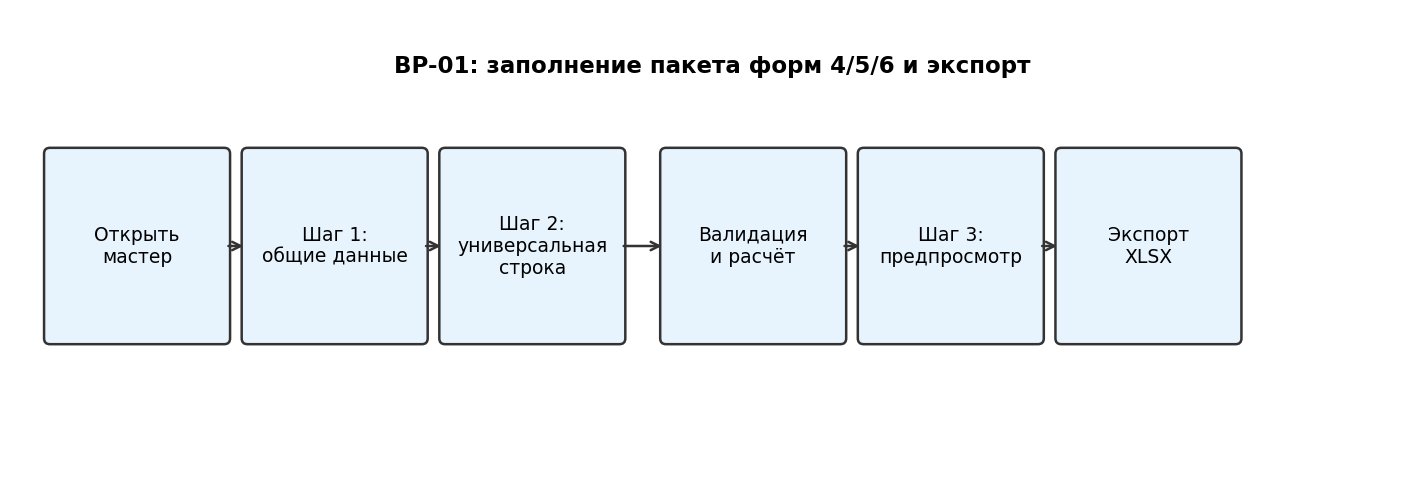 BP-01: заполнение пакета форм 4/5/6 и экспорт
Открыть
мастер
Шаг 1:
общие данные
Шаг 2:
универсальная
строка
Валидация
и расчёт
Шаг 3:
предпросмотр
Экспорт
XLSX